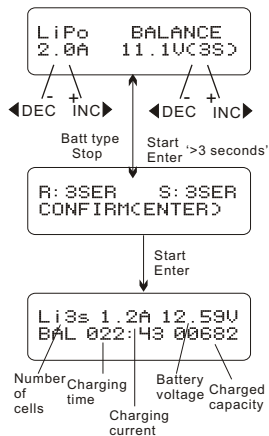 LiPo BALANCE
2.0A 11.1V(3S)
- + - +
◀DEC INC▶ ◀DEC INC▶
Batt type
Stop
Start
Enter '>3 seconds'
R:3SER S:3SER
CONFIRM(ENTER)
Start
Enter
Li3s 1.2A 12.59V
BAL 022:43 00682
Number
of
cells
Charging
time
Charging
current
Battery
voltage
Charged
capacity